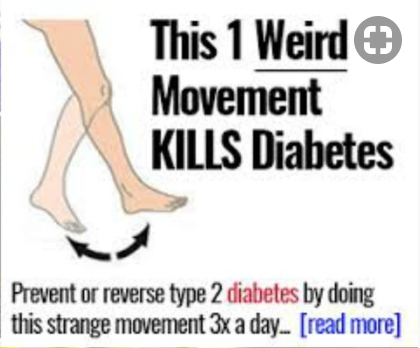 This 1 Weird
Movement
KILLS Diabetes
Prevent or reverse type 2 diabetes by doing
this strange movement 3x a day... [read more]